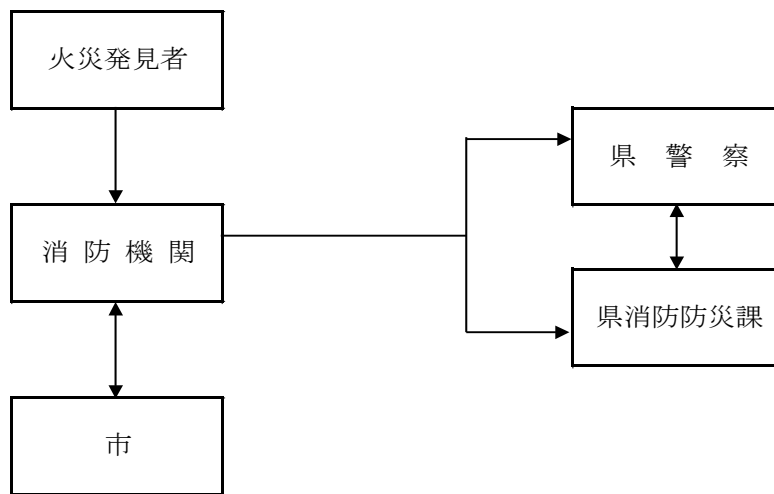 火災発見者
県　警　察
消 防 機 関
県消防防災課
市